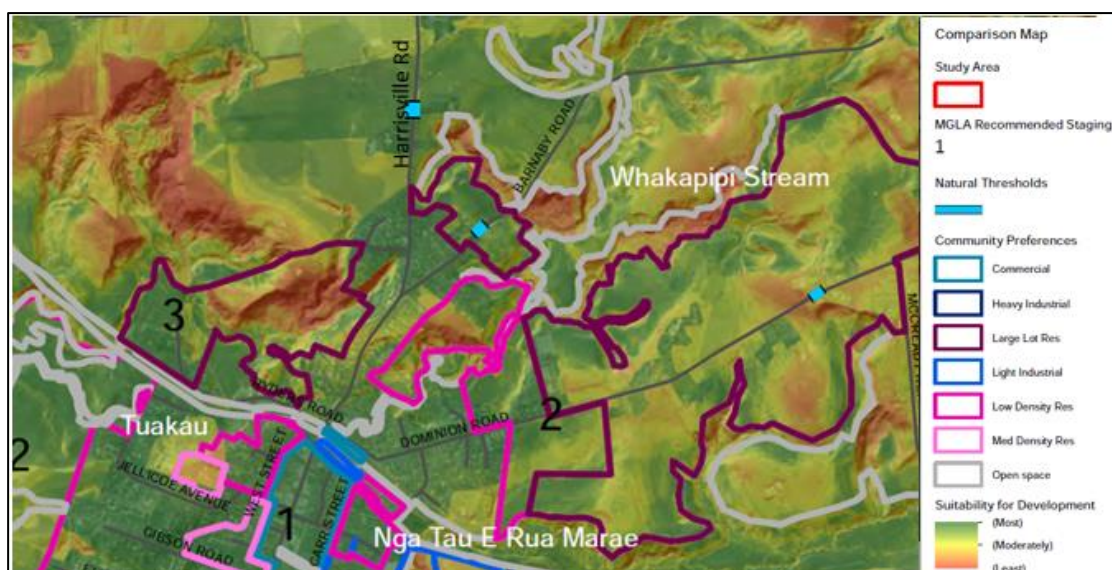 Harrisville Rd
BARNABY ROAD
Whakapipi Stream
3
RYDERS ROAD
DOMINION ROAD
2
2
Tuakau
JELLICOE AVENUE
WEST STREET
GIBSON ROAD
1
CARR STREET
Nga Tau E Rua Marae
Comparison Map
Study Area
MGLA Recommended Staging
1
Natural Thresholds
Community Preferences
Commercial
Heavy Industrial
Large Lot Res
Light Industrial
Low Density Res
Med Density Res
Open space
Suitability for Development
(Most)
(Moderately)
(Least)